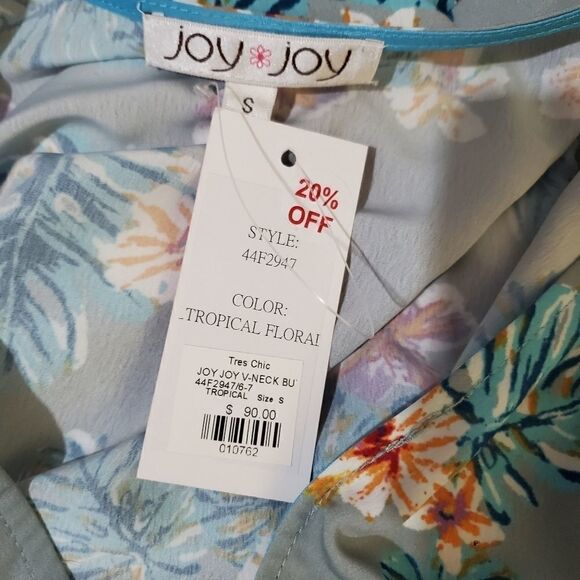 joy joy
S
20%
OFF
STYLE:
44F2947
COLOR:
TROPICAL FLORAL
Tres Chic
JOY JOY V-NECK BU
44F2947/6-7
TROPICAL Size S
$ 90.00
010762